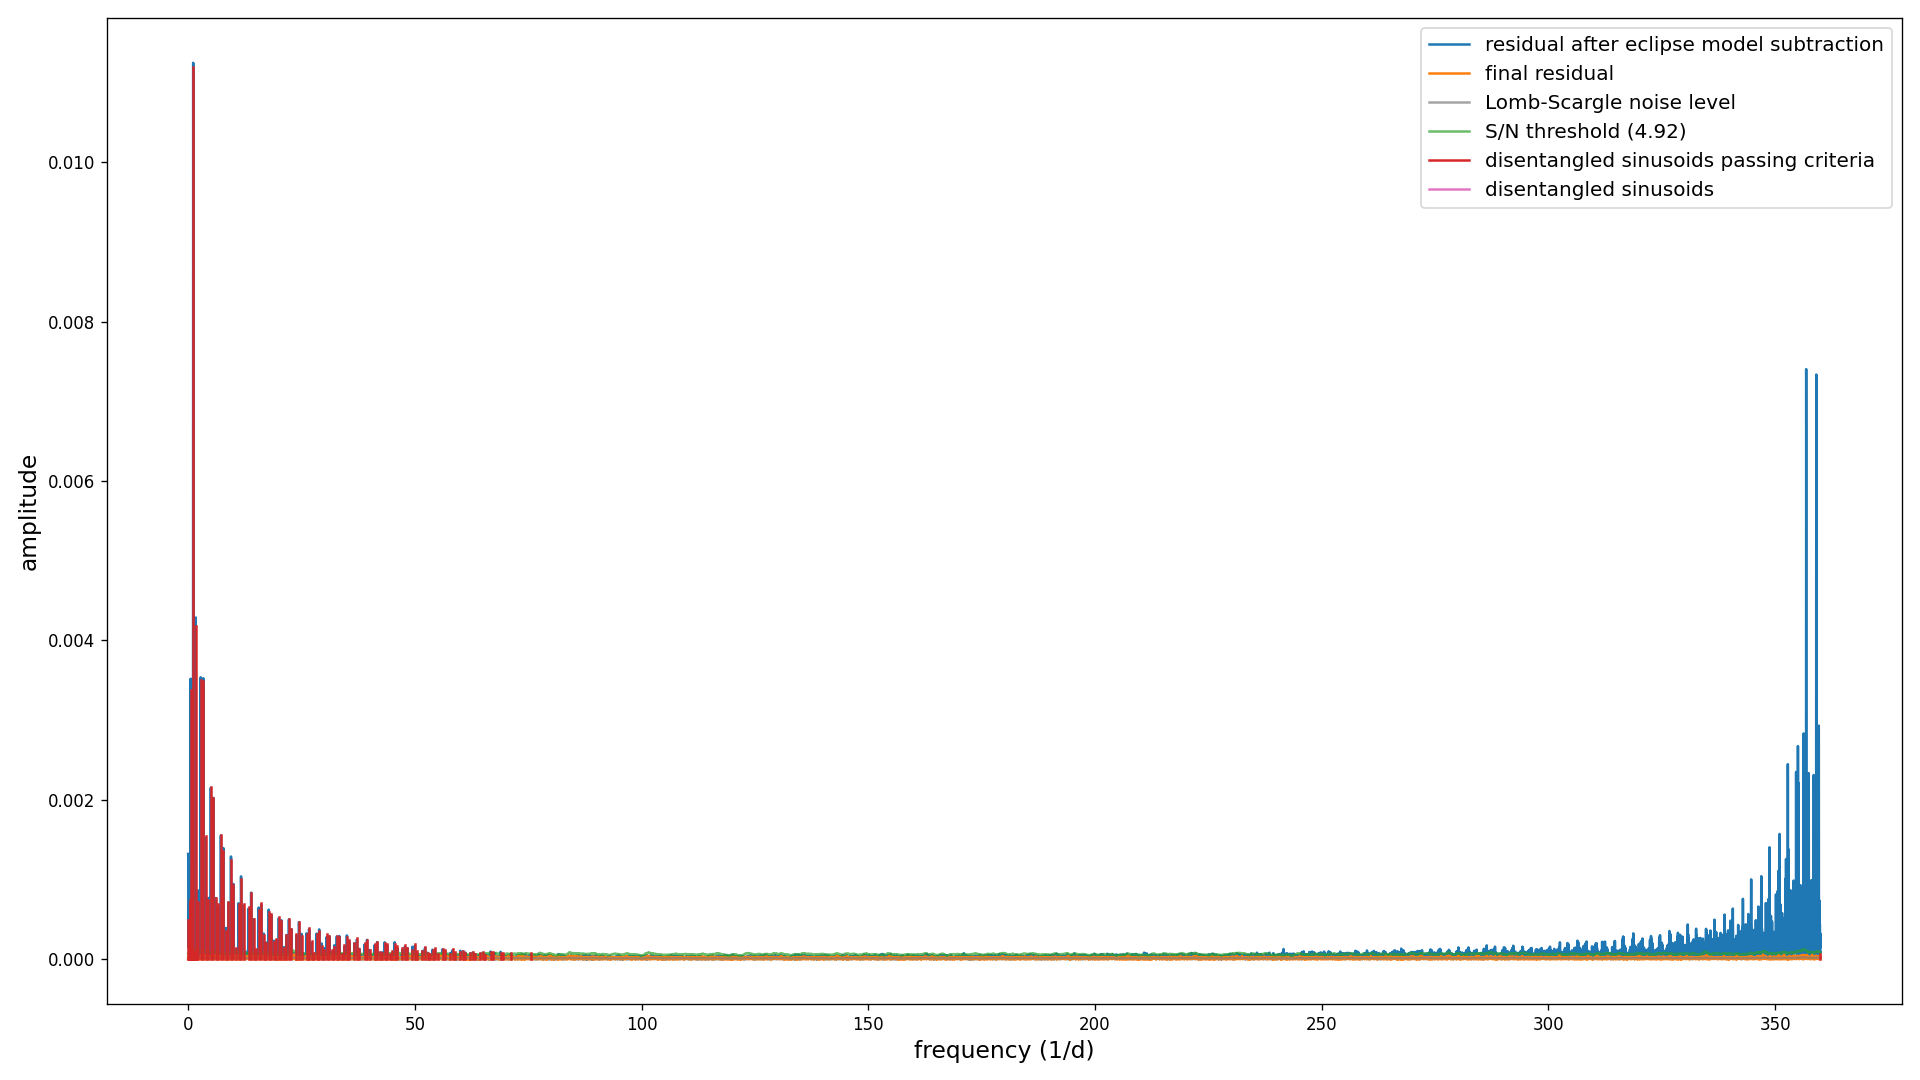 residual after eclipse model subtraction
final residual
Lomb-Scargle noise level
S/N threshold (4.92)
disentangled sinusoids passing criteria
disentangled sinusoids
amplitude
0.010
0.008
0.006
0.004
0.002
0.000
0 50 100 150 200 250 300 350
frequency (1/d)